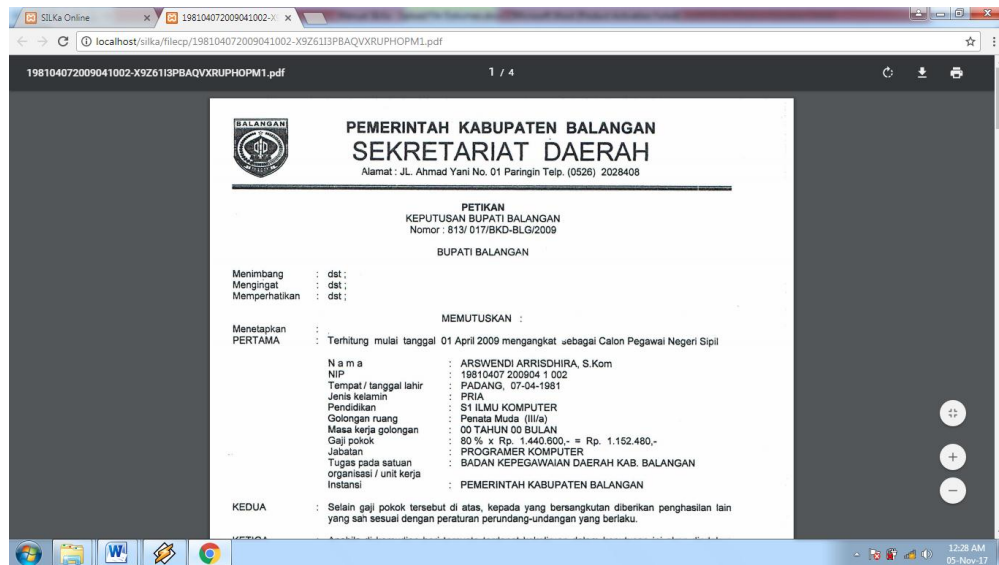 SILKa Online
198104072009041002-X
localhost/silka/filecp/198104072009041002-X9Z61I3PBAQVXRUPHOPM1.pdf
198104072009041002-X9Z61I3PBAQVXRUPHOPM1.pdf
1 / 4
BALANGAN
PEMERINTAH KABUPATEN BALANGAN
SEKRETARIAT DAERAH
Alamat : JL. Ahmad Yani No. 01 Paringin Telp. (0526) 2028408
PETIKAN
KEPUTUSAN BUPATI BALANGAN
Nomor : 813/ 017/BKD-BLG/2009
BUPATI BALANGAN
Menimbang : dst ;
Mengingat : dst ;
Memperhatikan : dst ;
MEMUTUSKAN :
Menetapkan :
PERTAMA : Terhitung mulai tanggal 01 April 2009 mengangkat sebagai Calon Pegawai Negeri Sipil
N a m a : ARSWENDI ARRISDHIRA, S.Kom
NIP : 19810407 200904 1 002
Tempat / tanggal lahir : PADANG, 07-04-1981
Jenis kelamin : PRIA
Pendidikan : S1 ILMU KOMPUTER
Golongan ruang : Penata Muda (III/a)
Masa kerja golongan : 00 TAHUN 00 BULAN
Gaji pokok : 80 % x Rp. 1.440.600,- = Rp. 1.152.480,-
Jabatan : PROGRAMER KOMPUTER
Tugas pada satuan : BADAN KEPEGAWAIAN DAERAH KAB. BALANGAN
organisasi / unit kerja
Instansi : PEMERINTAH KABUPATEN BALANGAN
KEDUA : Selain gaji pokok tersebut di atas, kepada yang bersangkutan diberikan penghasilan lain
yang sah sesuai dengan peraturan perundang-undangan yang berlaku.
12:28 AM
05-Nov-17